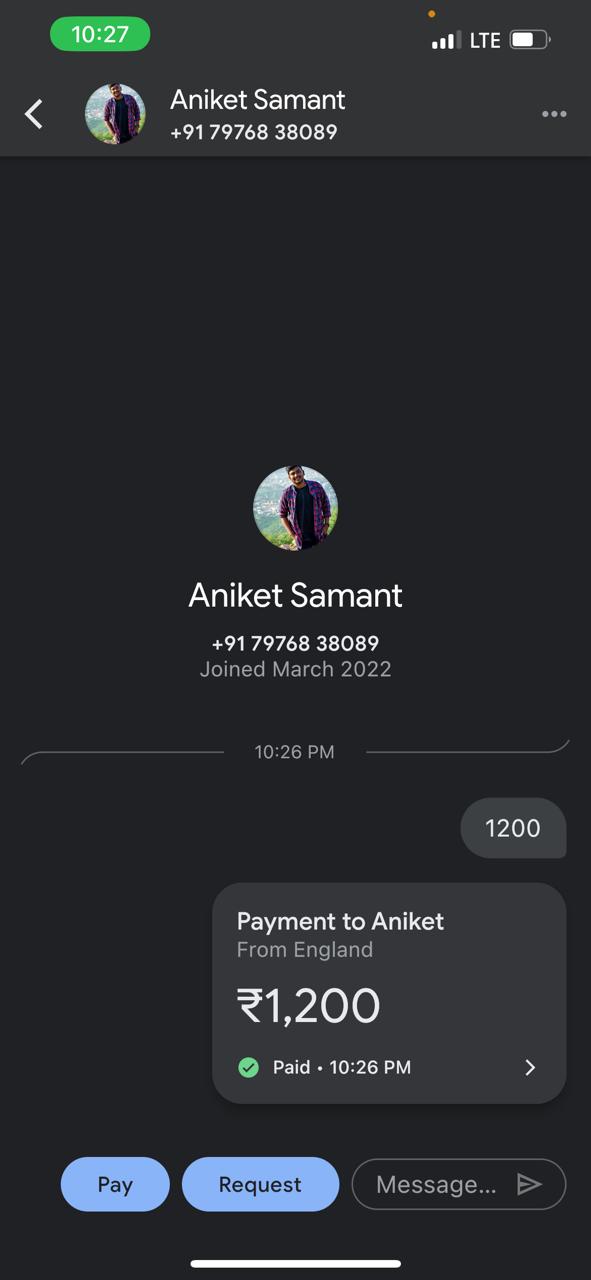 10:27
LTE
Aniket Samant
+91 79768 38089
Aniket Samant
+91 79768 38089
Joined March 2022
10:26 PM
1200
Payment to Aniket
From England
₹1,200
Paid • 10:26 PM
Pay
Request
Message...